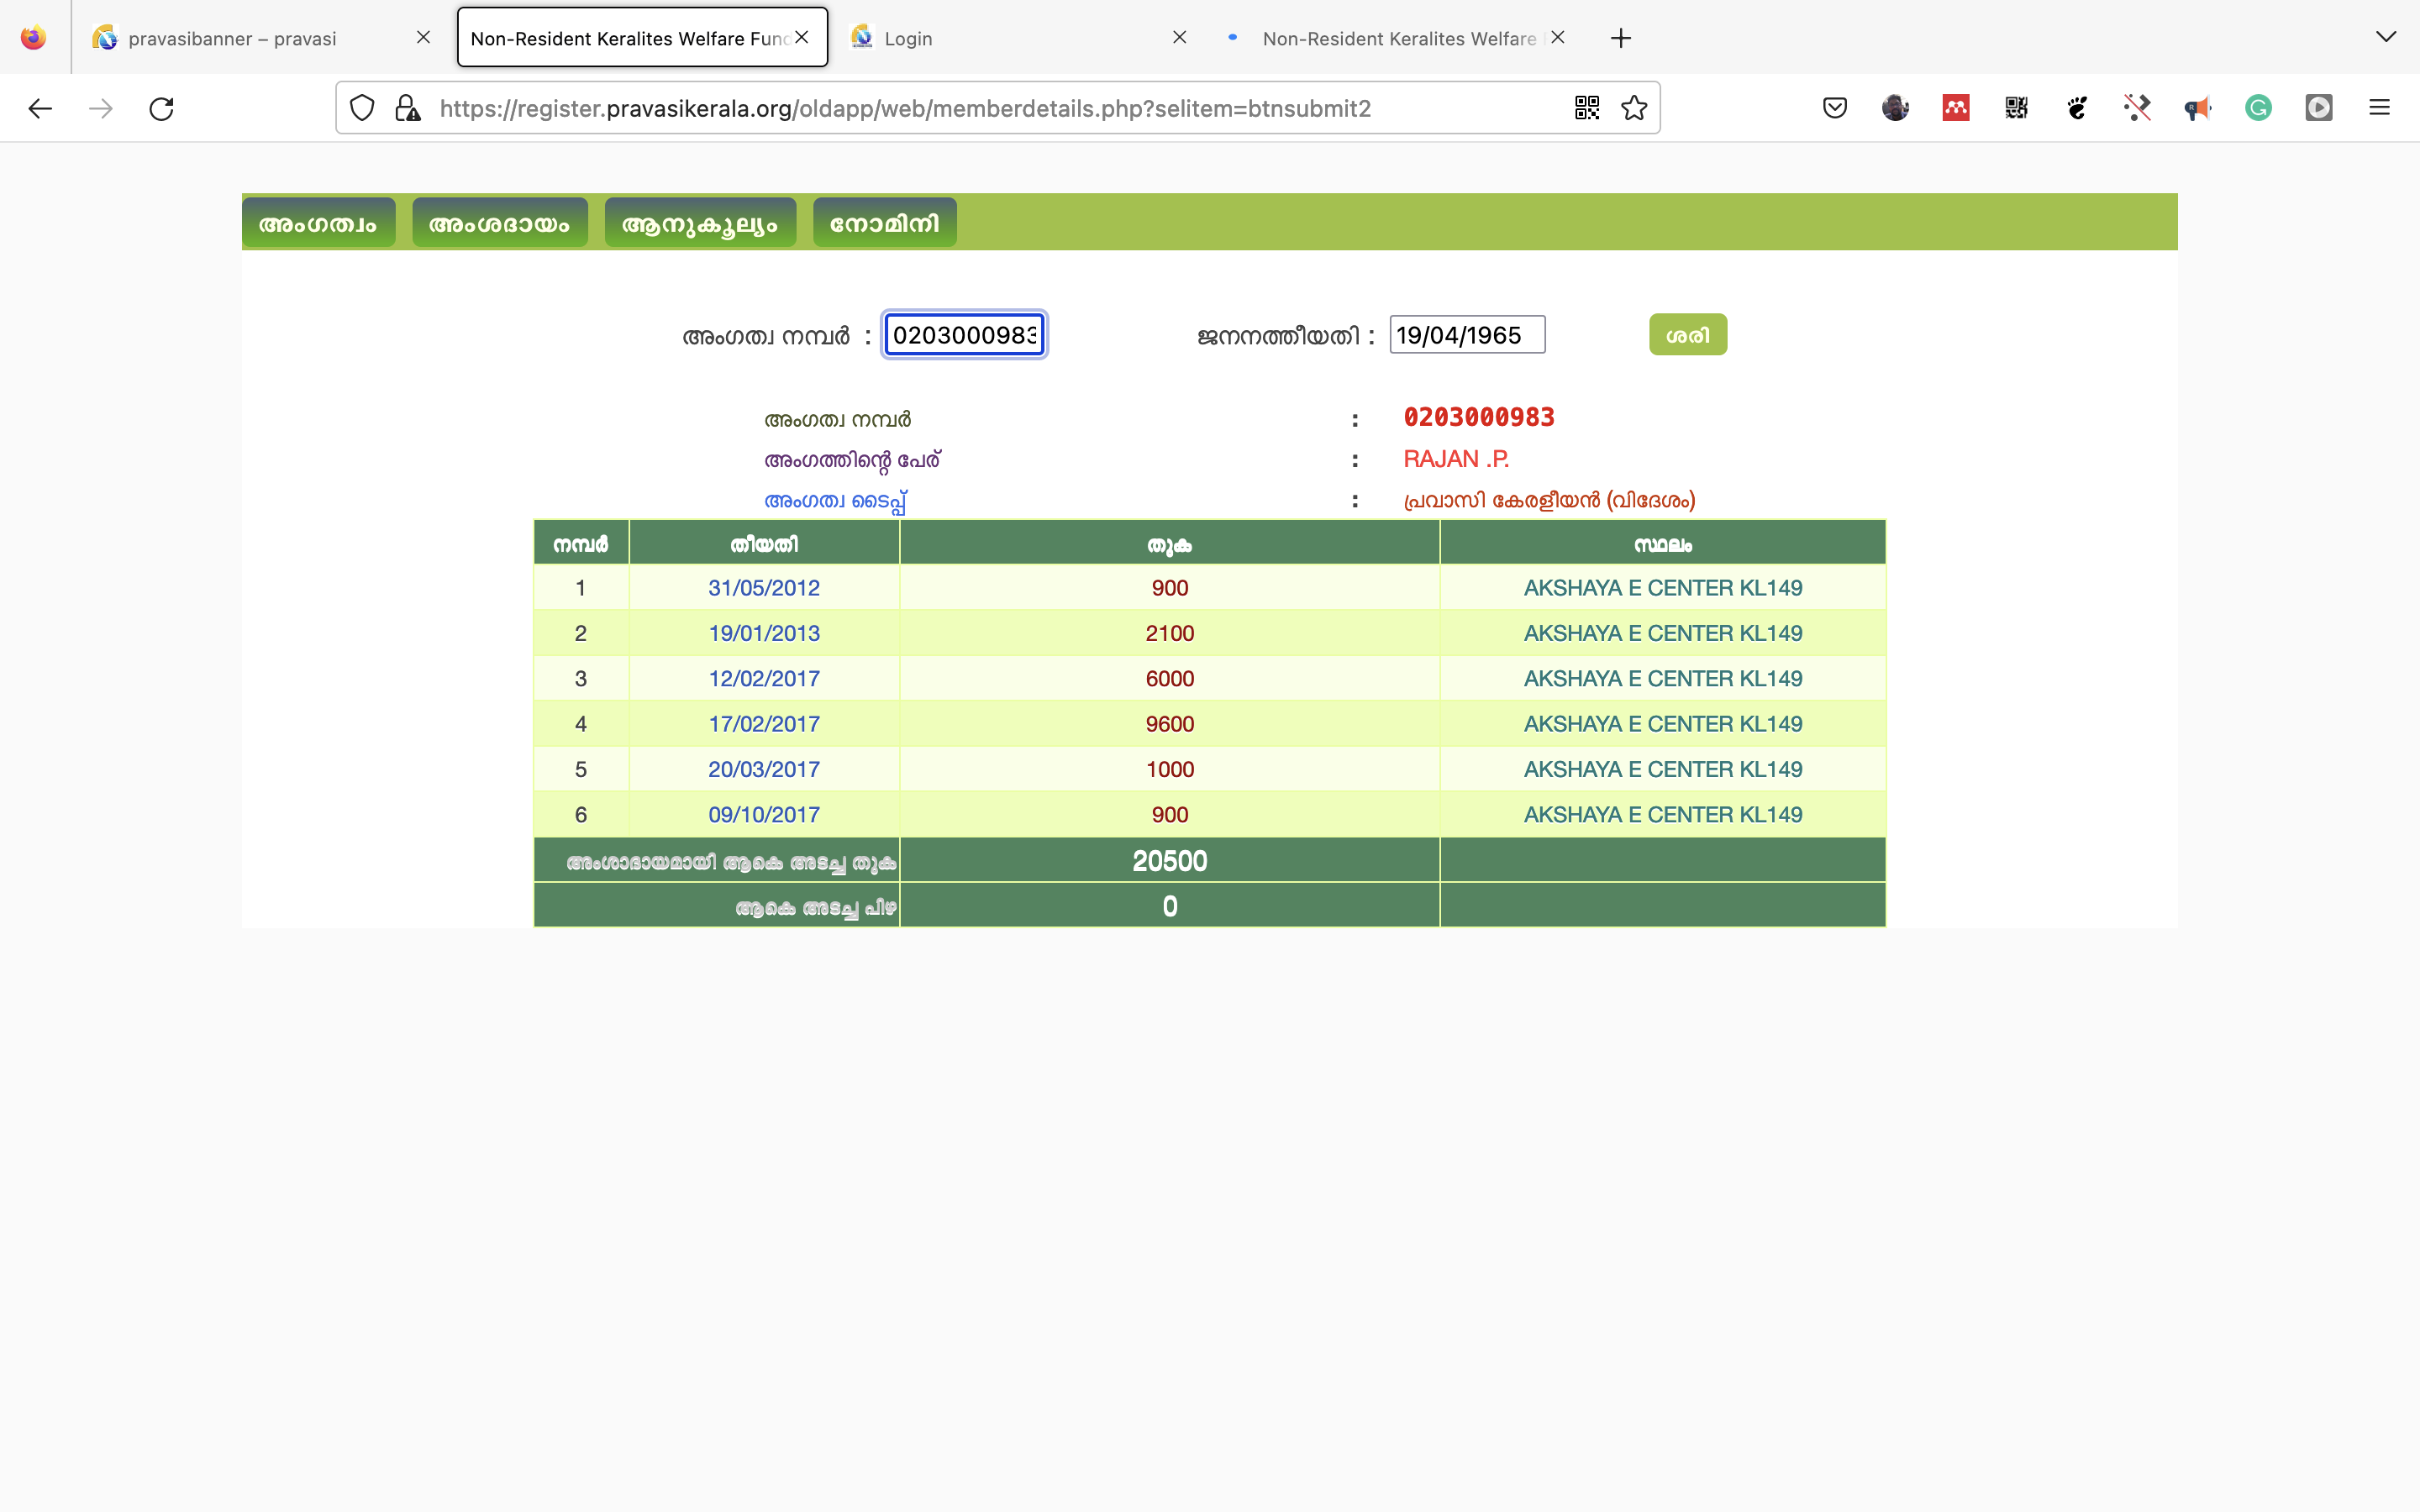 pravasibanner – pravasi
Non-Resident Keralites Welfare Fund
Login
Non-Resident Keralites Welfare
https://register.pravasikerala.org/oldapp/web/memberdetails.php?selitem=btnsubmit2
അംഗത്വം അംശദായം ആനുകൂല്യം നോമിനി
അംഗത്വ നമ്പർ : 0203000983 ജനനത്തീയതി : 19/04/1965 ശരി
അംഗത്വ നമ്പർ : 0203000983
അംഗത്തിന്റെ പേര് : RAJAN .P.
അംഗത്വ ടൈപ്പ് : പ്രവാസി കേരളീയൻ (വിദേശം)
നമ്പർ തീയതി തുക സ്ഥലം
1 31/05/2012 900 AKSHAYA E CENTER KL149
2 19/01/2013 2100 AKSHAYA E CENTER KL149
3 12/02/2017 6000 AKSHAYA E CENTER KL149
4 17/02/2017 9600 AKSHAYA E CENTER KL149
5 20/03/2017 1000 AKSHAYA E CENTER KL149
6 09/10/2017 900 AKSHAYA E CENTER KL149
അംശാദായമായി ആകെ അടച്ച തുക 20500
ആകെ അടച്ച പിഴ 0